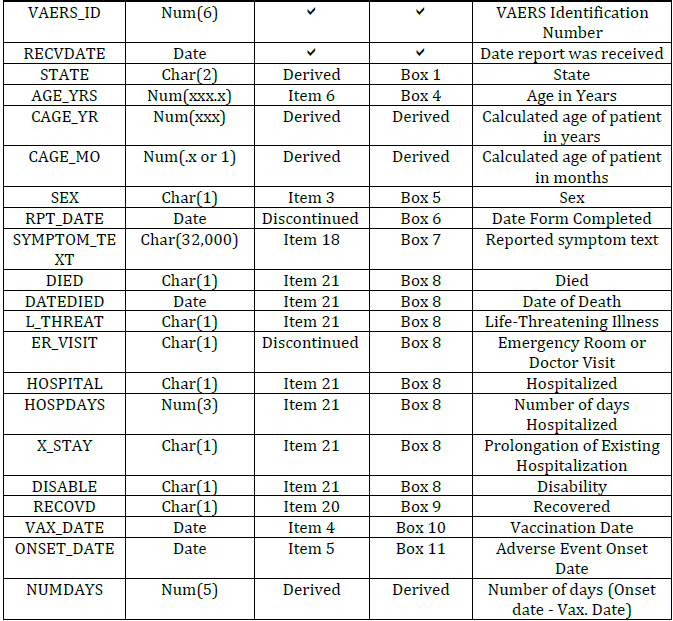 VAERS_ID Num(6) ✓ ✓ VAERS Identification
Number
RECVDATE Date ✓ ✓ Date report was received
STATE Char(2) Derived Box 1 State
AGE_YRS Num(xxx.x) Item 6 Box 4 Age in Years
CAGE_YR Num(xxx) Derived Derived Calculated age of patient
in years
CAGE_MO Num(.x or 1) Derived Derived Calculated age of patient
in months
SEX Char(1) Item 3 Box 5 Sex
RPT_DATE Date Discontinued Box 6 Date Form Completed
SYMPTOM_TE Char(32,000) Item 18 Box 7 Reported symptom text
XT
DIED Char(1) Item 21 Box 8 Died
DATEDIED Date Item 21 Box 8 Date of Death
L_THREAT Char(1) Item 21 Box 8 Life-Threatening Illness
ER_VISIT Char(1) Discontinued Box 8 Emergency Room or
Doctor Visit
HOSPITAL Char(1) Item 21 Box 8 Hospitalized
HOSPDAYS Num(3) Item 21 Box 8 Number of days
Hospitalized
X_STAY Char(1) Item 21 Box 8 Prolongation of Existing
Hospitalization
DISABLE Char(1) Item 21 Box 8 Disability
RECOVD Char(1) Item 20 Box 9 Recovered
VAX_DATE Date Item 4 Box 10 Vaccination Date
ONSET_DATE Date Item 5 Box 11 Adverse Event Onset
Date
NUMDAYS Num(5) Derived Derived Number of days (Onset
date - Vax. Date)